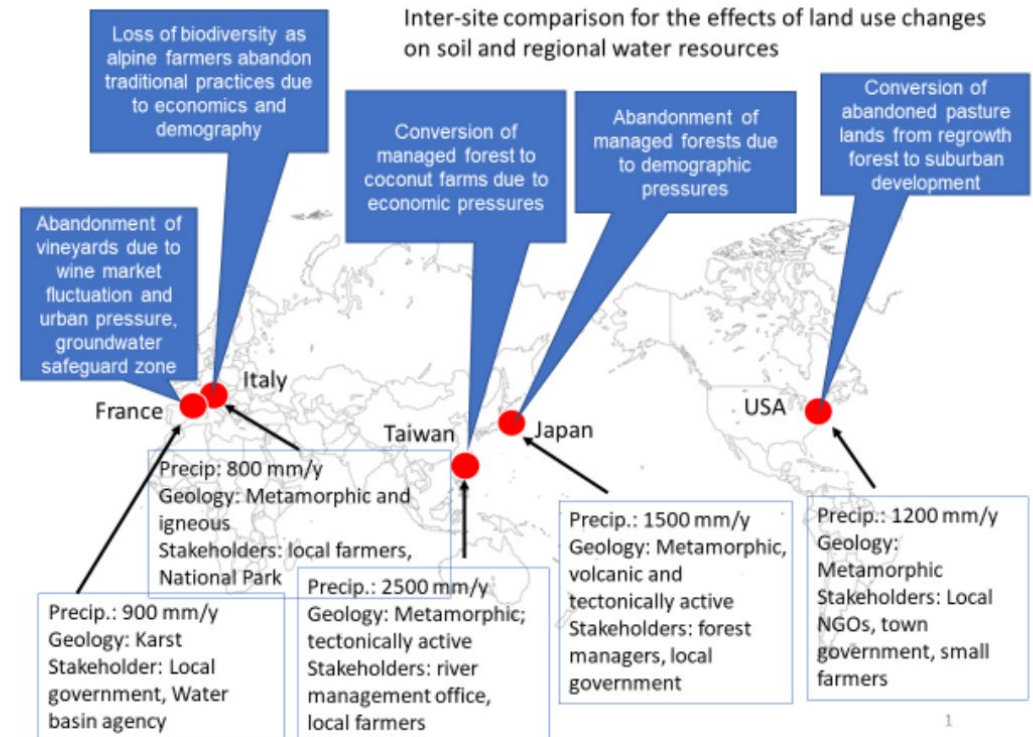 Inter-site comparison for the effects of land use changes
on soil and regional water resources
Loss of biodiversity as
alpine farmers abandon
traditional practices due
to economics and
demography
Conversion of
managed forest to
coconut farms due to
economic pressures
Abandonment of
managed forests due
to demographic
pressures
Conversion of
abandoned pasture
lands from regrowth
forest to suburban
development
Abandonment of
vineyards due to
wine market
fluctuation and
urban pressure,
groundwater
safeguard zone
Italy
France
Taiwan
Japan
USA
Precip: 800 mm/y
Geology: Metamorphic and
igneous
Stakeholders: local farmers,
National Park
Precip.: 900 mm/y
Geology: Karst
Stakeholder: Local
government, Water
basin agency
Precip.: 2500 mm/y
Geology: Metamorphic;
tectonically active
Stakeholders: river
management office,
local farmers
Precip.: 1500 mm/y
Geology: Metamorphic,
volcanic and
tectonically active
Stakeholders: forest
managers, local
government
Precip.: 1200 mm/y
Geology:
Metamorphic
Stakeholders: Local
NGOs, town
government, small
farmers
1